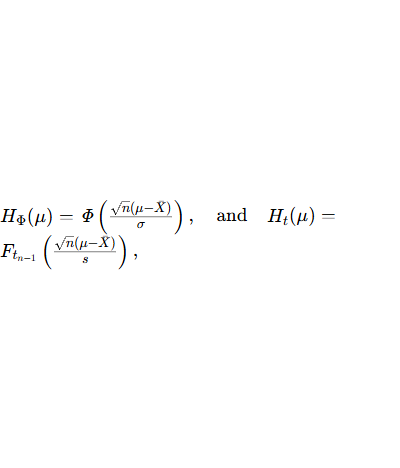 H_Φ(μ) = Φ(√n(μ−X̄)/σ), and H_t(μ) =
F_{t_{n−1}}(√n(μ−X̄)/s),